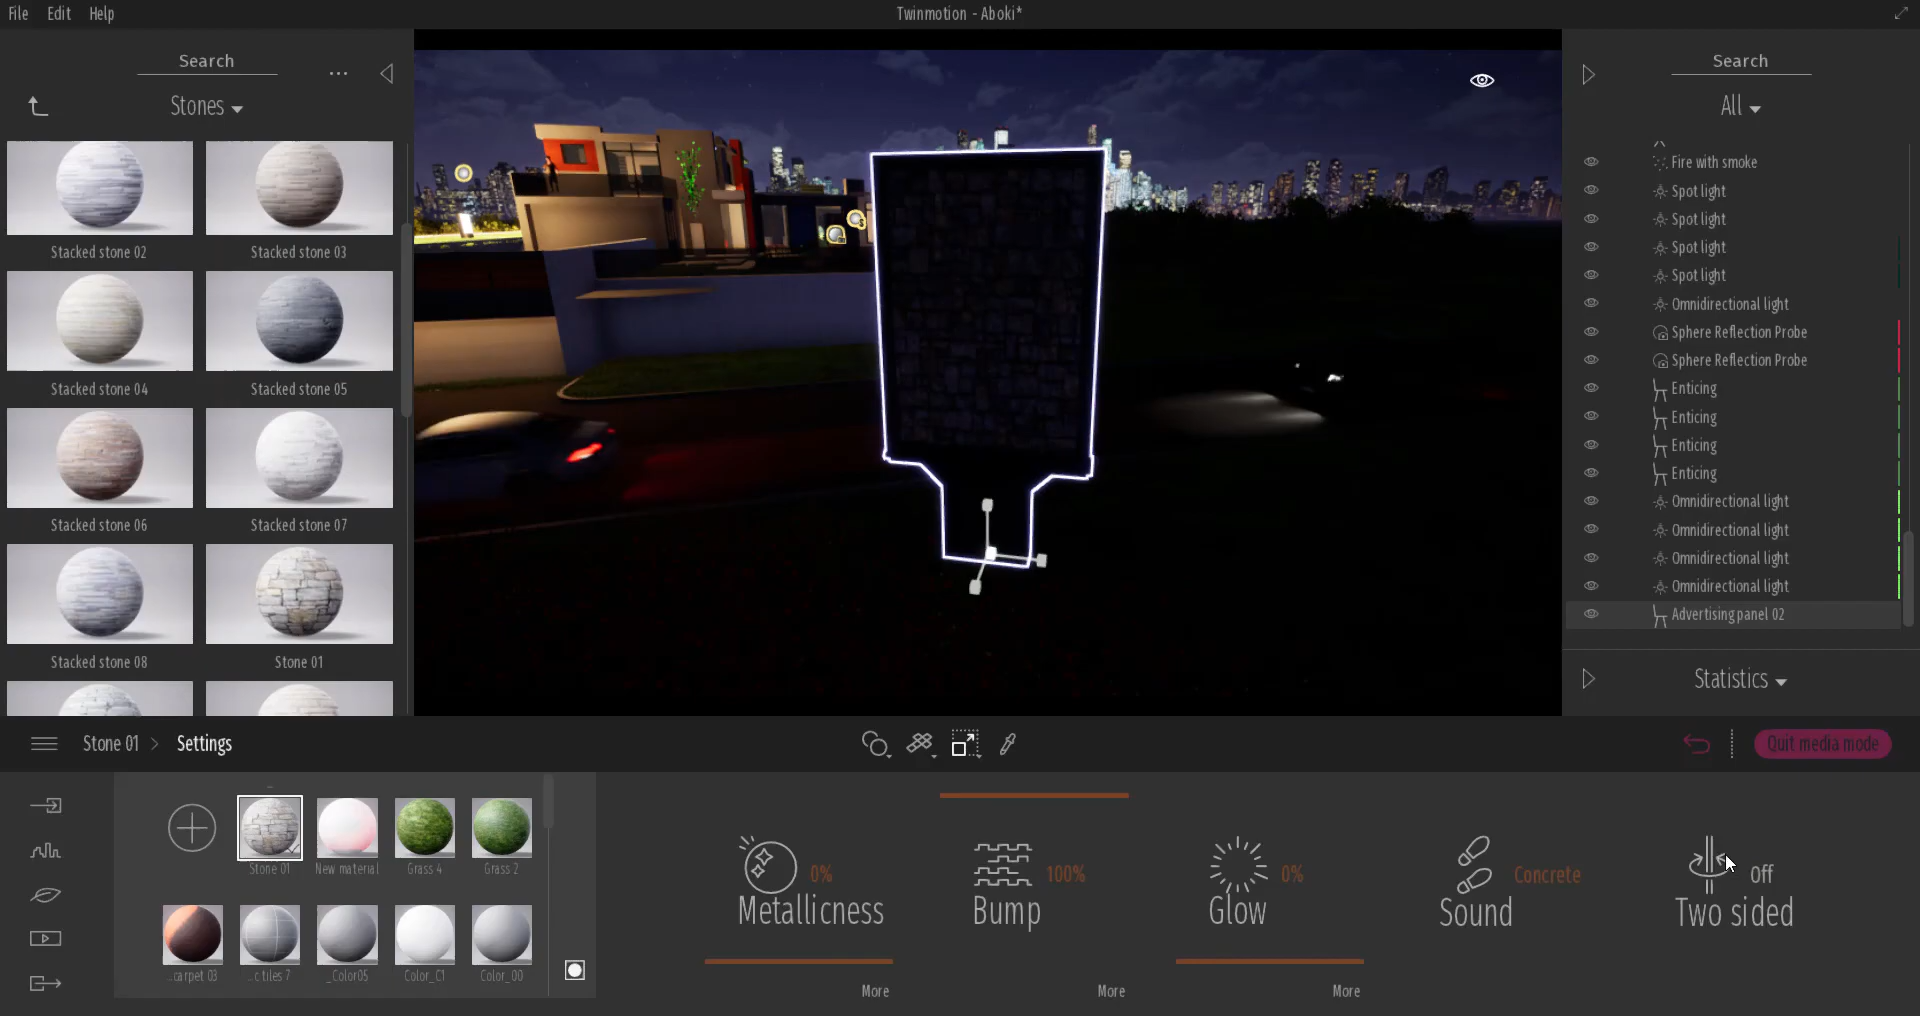 File Edit Help
Twinmotion - Aboki*
Search
Stones
Stacked stone 02
Stacked stone 03
Stacked stone 04
Stacked stone 05
Stacked stone 06
Stacked stone 07
Stacked stone 08
Stone 01
Search
All
Fire with smoke
Spot light
Spot light
Spot light
Spot light
Omnidirectional light
Sphere Reflection Probe
Sphere Reflection Probe
Enticing
Enticing
Enticing
Enticing
Omnidirectional light
Omnidirectional light
Omnidirectional light
Omnidirectional light
Advertising panel 02
Statistics
Stone 01 > Settings
Quit media mode
Stone 01
New material
Grass 4
Grass 2
...carpet 03
...c tiles 7
_Color05
Color_C1
Color_00
0%
Metallicness
More
100%
Bump
More
0%
Glow
More
Concrete
Sound
Off
Two sided